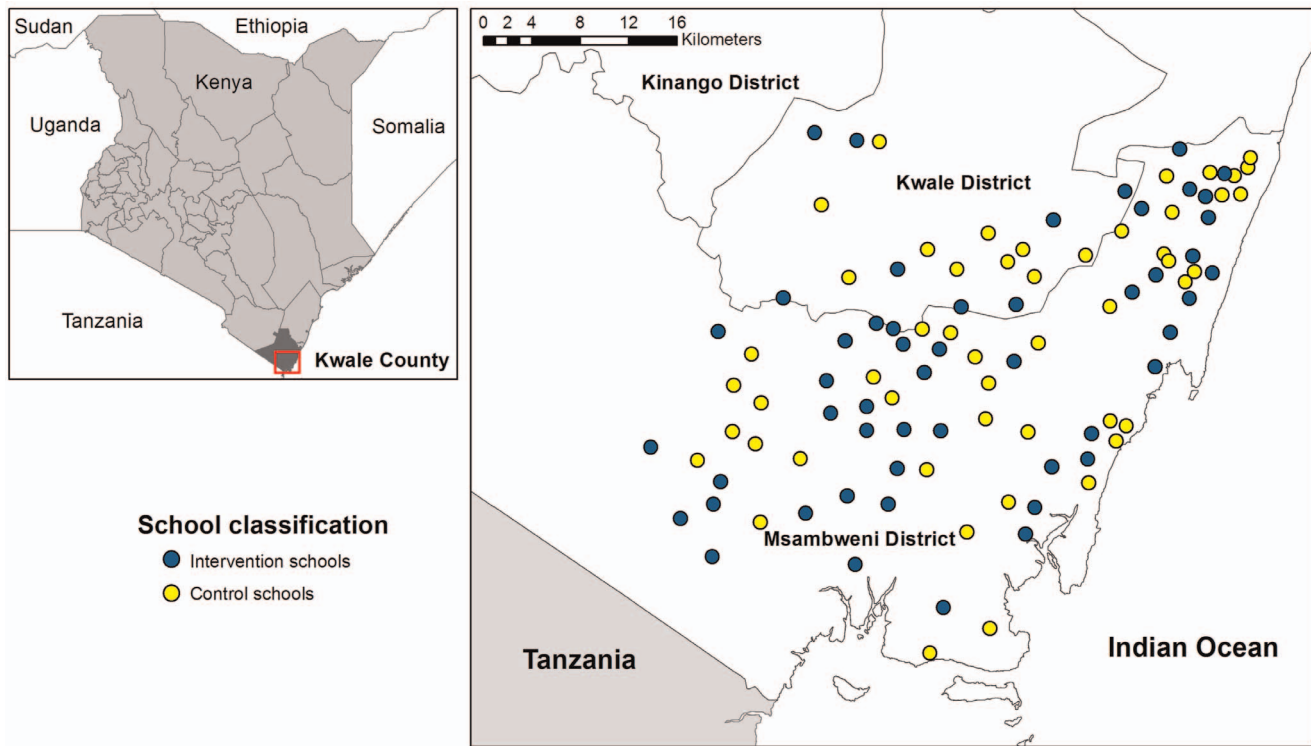 Sudan
Ethiopia
Kenya
Uganda
Somalia
Tanzania
Kwale County
School classification
Intervention schools
Control schools
0 2 4 8 12 16
Kilometers
Kinango District
Kwale District
Msambweni District
Tanzania
Indian Ocean